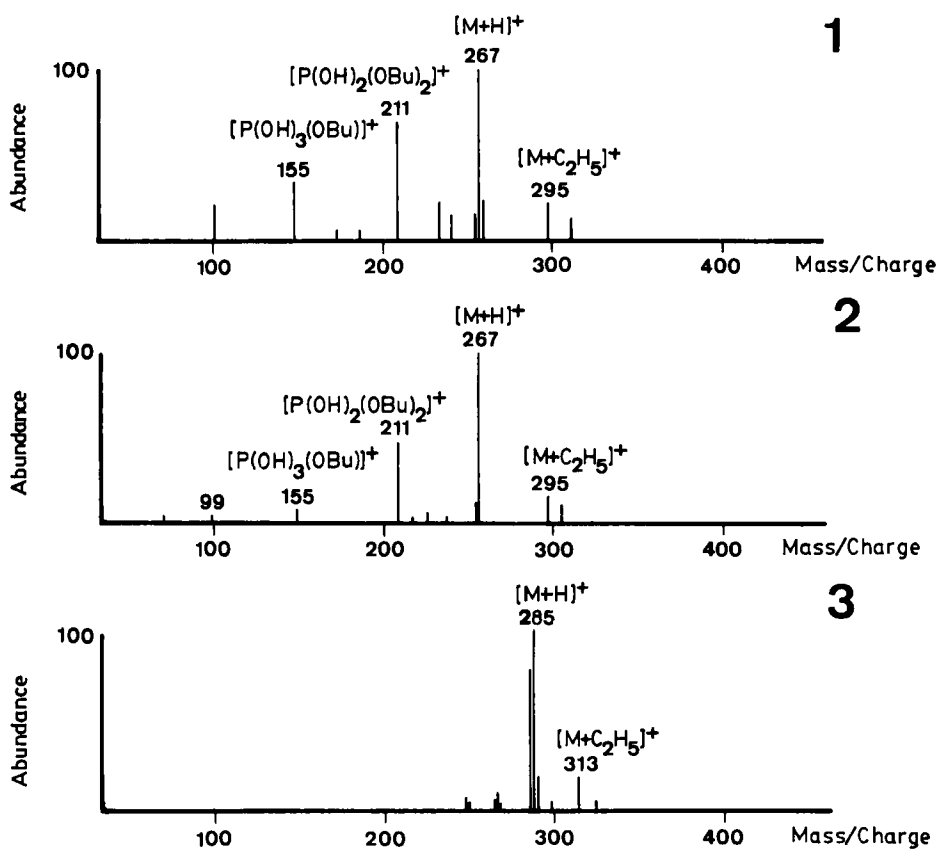 1
[M+H]+
267
100
[P(OH)2(OBu)2]+
211
[P(OH)3(OBu)]+
155
[M+C2H5]+
295
Abundance
100 200 300 400 Mass/Charge
2
[M+H]+
267
100
[P(OH)2(OBu)2]+
211
[P(OH)3(OBu)]+
155
99
[M+C2H5]+
295
Abundance
100 200 300 400 Mass/Charge
3
[M+H]+
285
100
[M+C2H5]+
313
Abundance
100 200 300 400 Mass/Charge